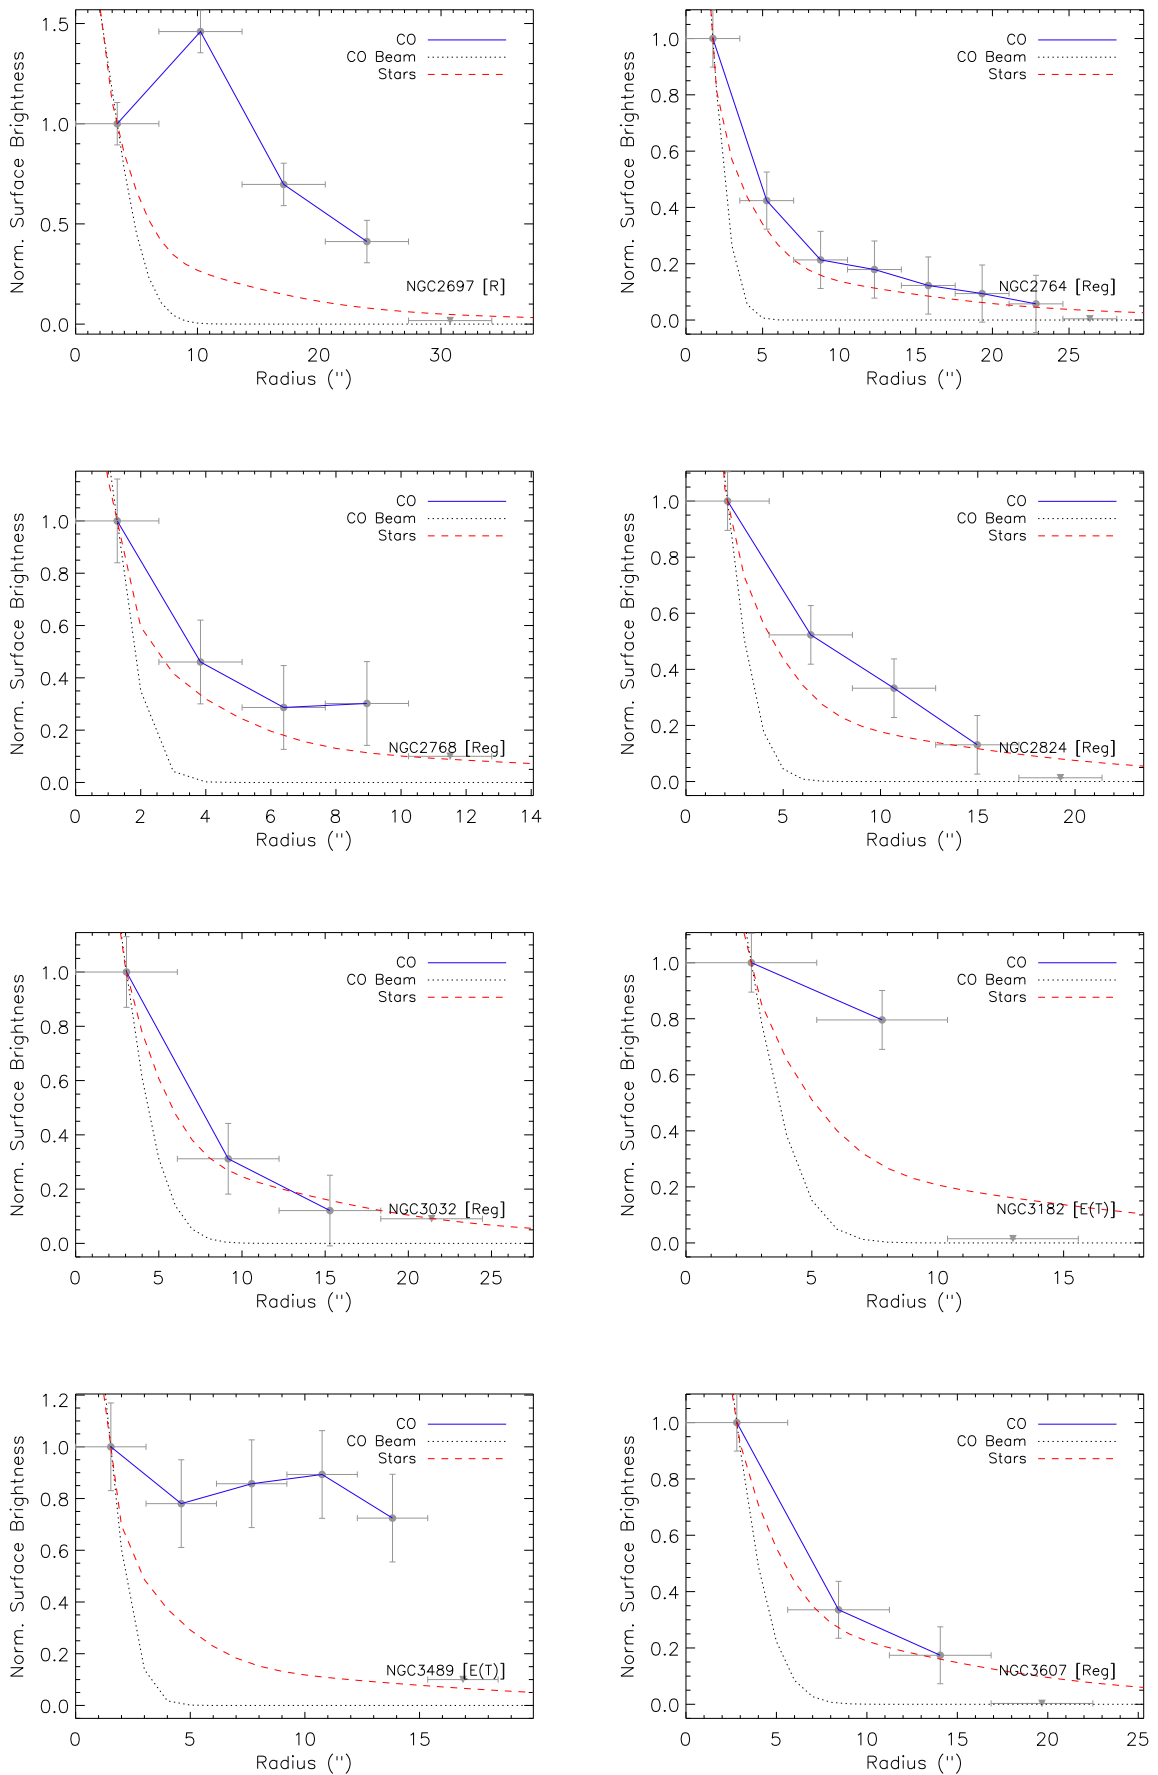 Norm. Surface Brightness
1.5
1.0
0.5
0.0
CO
CO Beam
Stars
NGC2697 [R]
0 10 20 30
Radius (")
Norm. Surface Brightness
1.0
0.8
0.6
0.4
0.2
0.0
CO
CO Beam
Stars
NGC2764 [Reg]
0 5 10 15 20 25
Radius (")
Norm. Surface Brightness
1.0
0.8
0.6
0.4
0.2
0.0
CO
CO Beam
Stars
NGC2768 [Reg]
0 2 4 6 8 10 12 14
Radius (")
Norm. Surface Brightness
1.0
0.8
0.6
0.4
0.2
0.0
CO
CO Beam
Stars
NGC2824 [Reg]
0 5 10 15 20
Radius (")
Norm. Surface Brightness
1.0
0.8
0.6
0.4
0.2
0.0
CO
CO Beam
Stars
NGC3032 [Reg]
0 5 10 15 20 25
Radius (")
Norm. Surface Brightness
1.0
0.8
0.6
0.4
0.2
0.0
CO
CO Beam
Stars
NGC3182 [E(T)]
0 5 10 15
Radius (")
Norm. Surface Brightness
1.2
1.0
0.8
0.6
0.4
0.2
0.0
CO
CO Beam
Stars
NGC3489 [E(T)]
0 5 10 15
Radius (")
Norm. Surface Brightness
1.0
0.8
0.6
0.4
0.2
0.0
CO
CO Beam
Stars
NGC3607 [Reg]
0 5 10 15 20 25
Radius (")